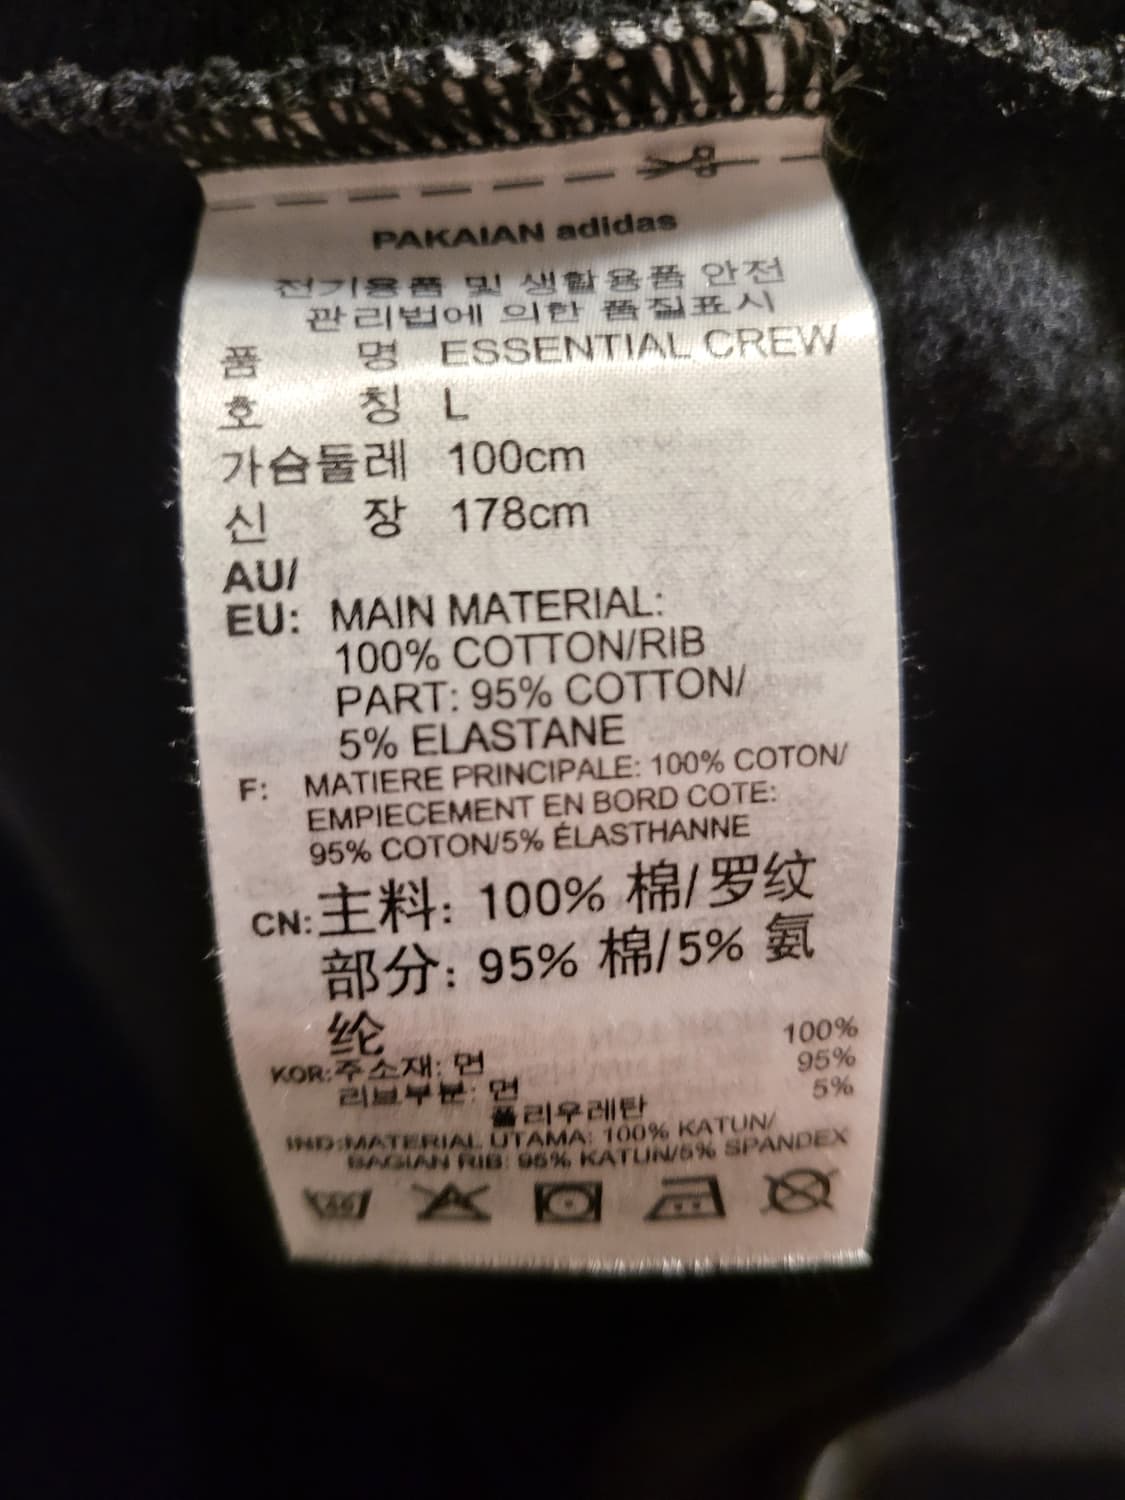 PAKAIAN adidas
전기용품 및 생활용품 안전
관리법에 의한 품질표시
품 명 ESSENTIAL CREW
호 칭 L
가슴둘레 100cm
신 장 178cm
AU/
EU: MAIN MATERIAL:
100% COTTON/RIB
PART: 95% COTTON/
5% ELASTANE
F: MATIERE PRINCIPALE: 100% COTON/
EMPIECEMENT EN BORD COTE:
95% COTON/5% ÉLASTHANNE
CN: 主料: 100% 棉/罗纹
部分: 95% 棉/5% 氨
纶
KOR: 주소재: 면 100%
리브부분: 면 95%
폴리우레탄 5%
IND: MATERIAL UTAMA: 100% KATUN/
BAGIAN RIB: 95% KATUN/5% SPANDEX